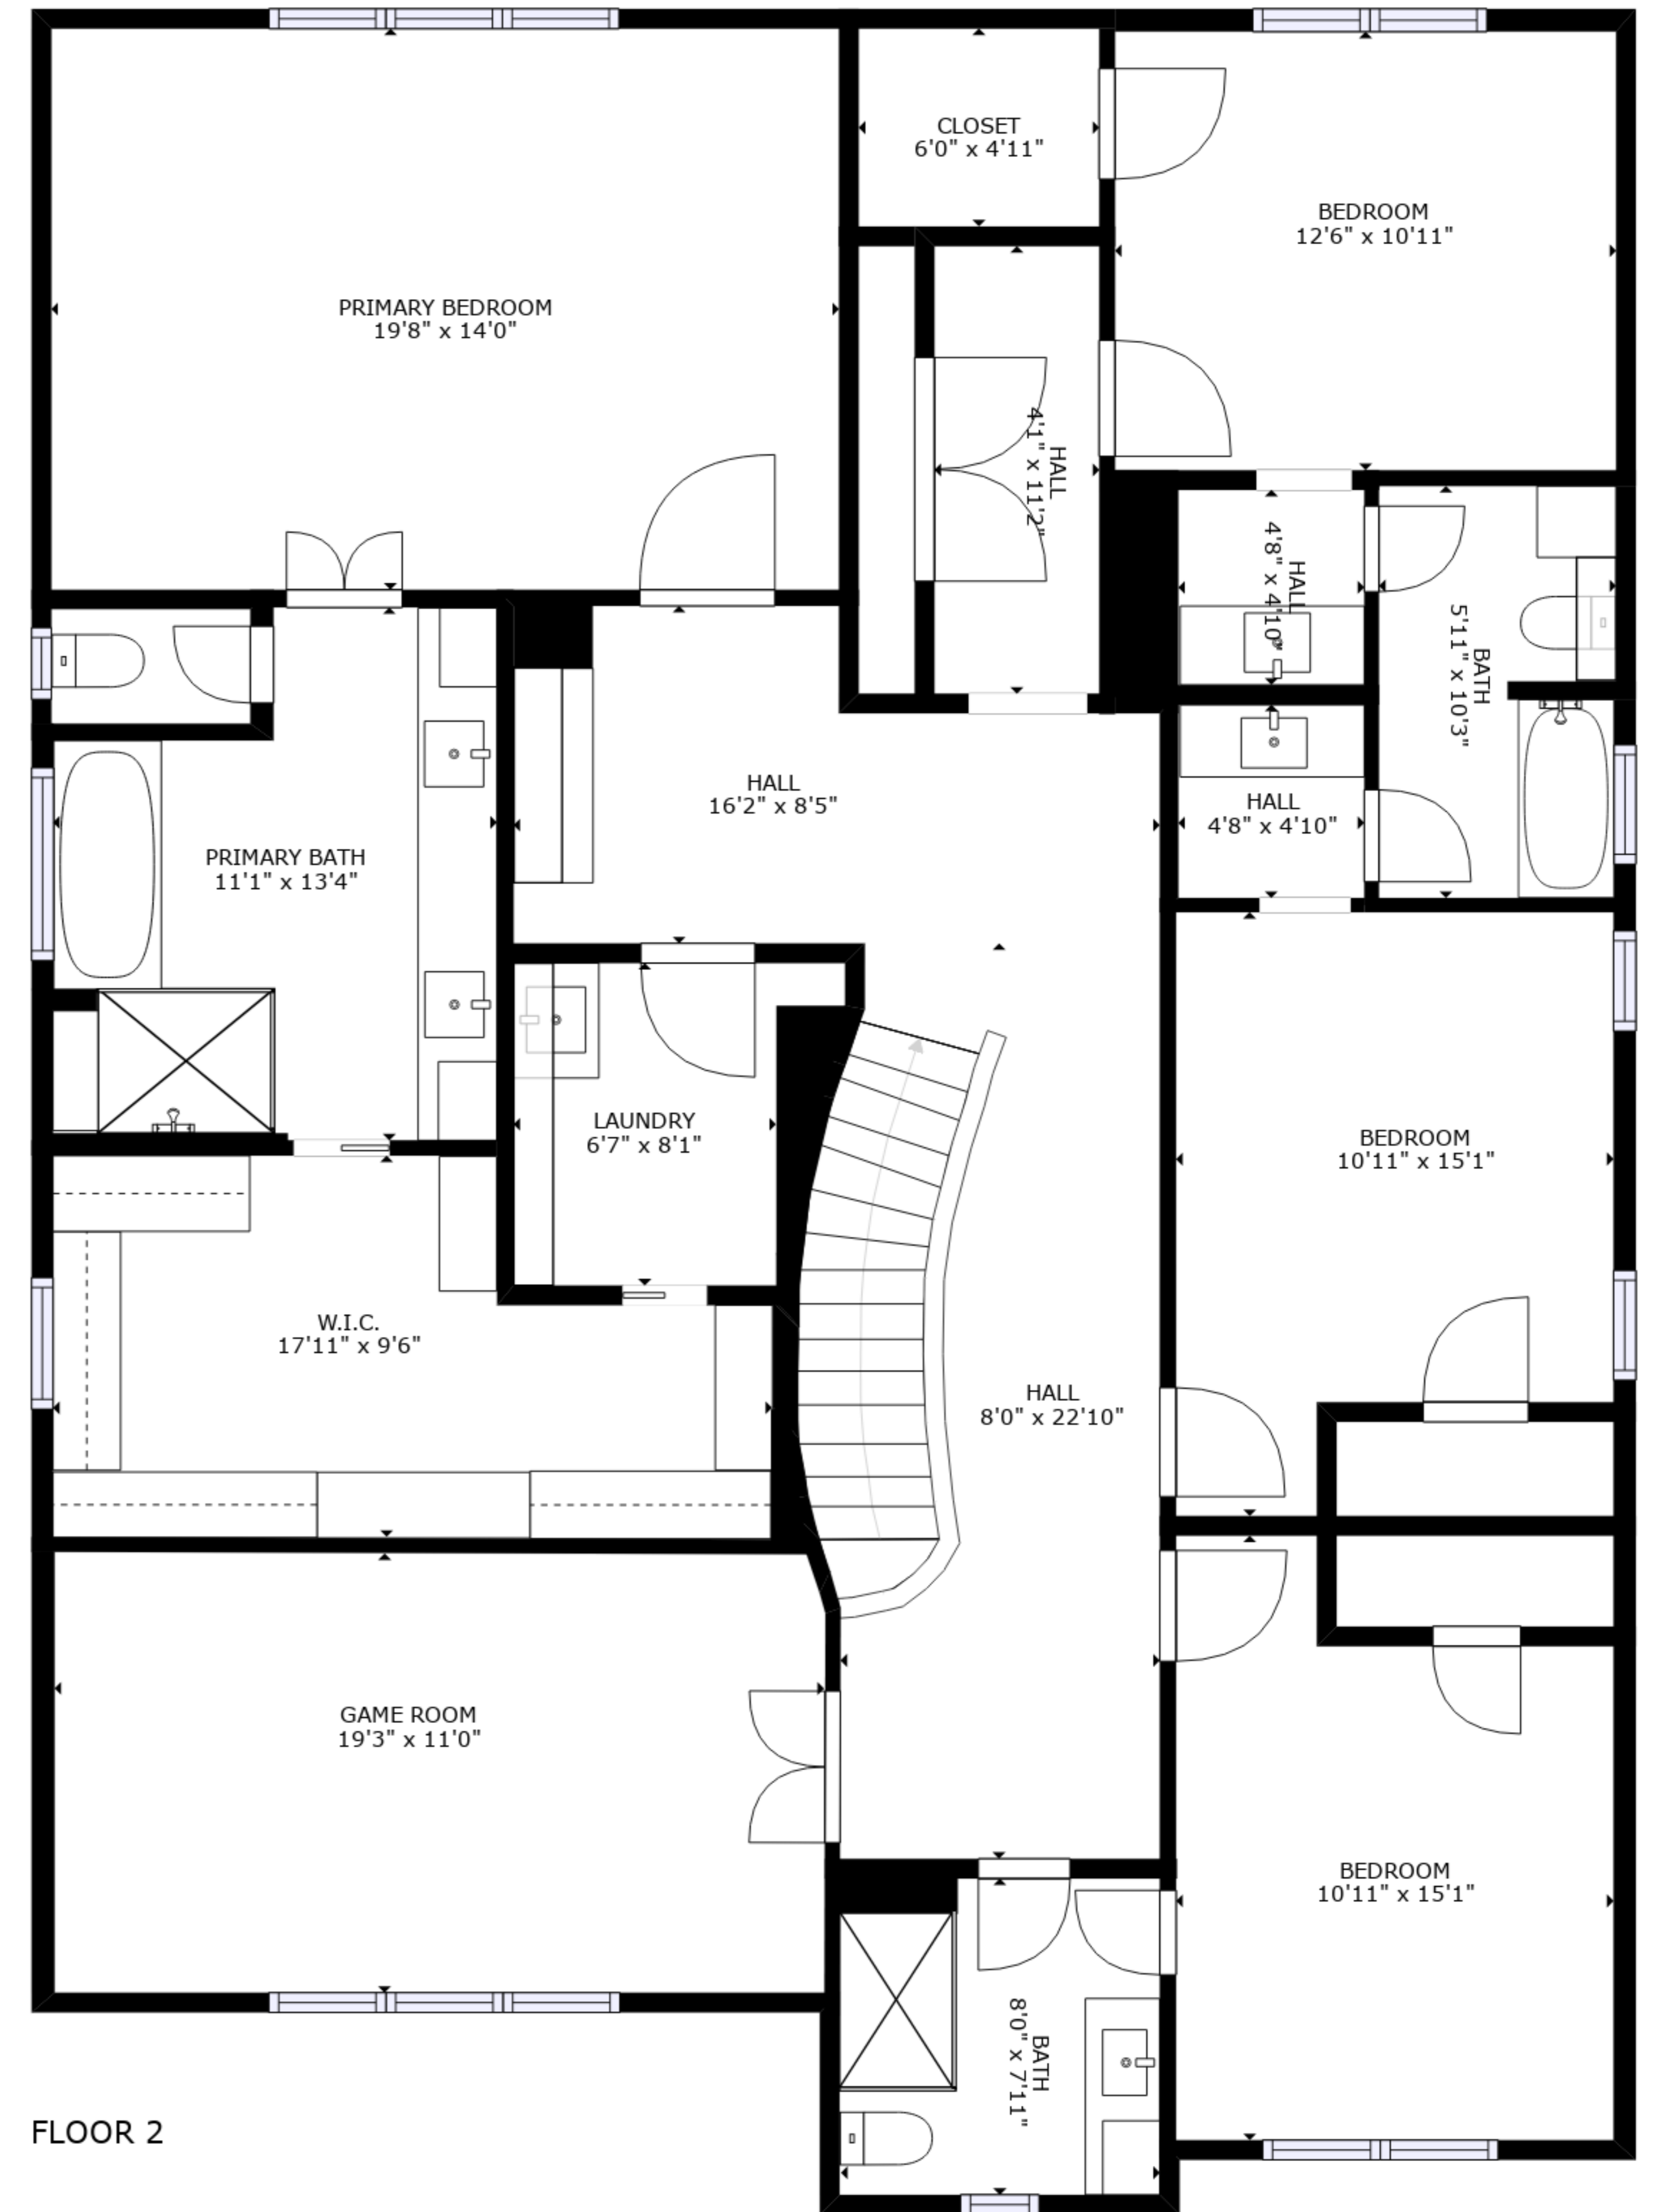 CLOSET
6'0" x 4'11"
BEDROOM
12'6" x 10'11"
PRIMARY BEDROOM
19'8" x 14'0"
HALL
4'1" x 11'2"
HALL
4'8" x 4'10"
BATH
5'11" x 10'3"
HALL
16'2" x 8'5"
HALL
4'8" x 4'10"
PRIMARY BATH
11'1" x 13'4"
LAUNDRY
6'7" x 8'1"
BEDROOM
10'11" x 15'1"
W.I.C.
17'11" x 9'6"
HALL
8'0" x 22'10"
GAME ROOM
19'3" x 11'0"
BEDROOM
10'11" x 15'1"
BATH
8'0" x 7'11"
FLOOR 2